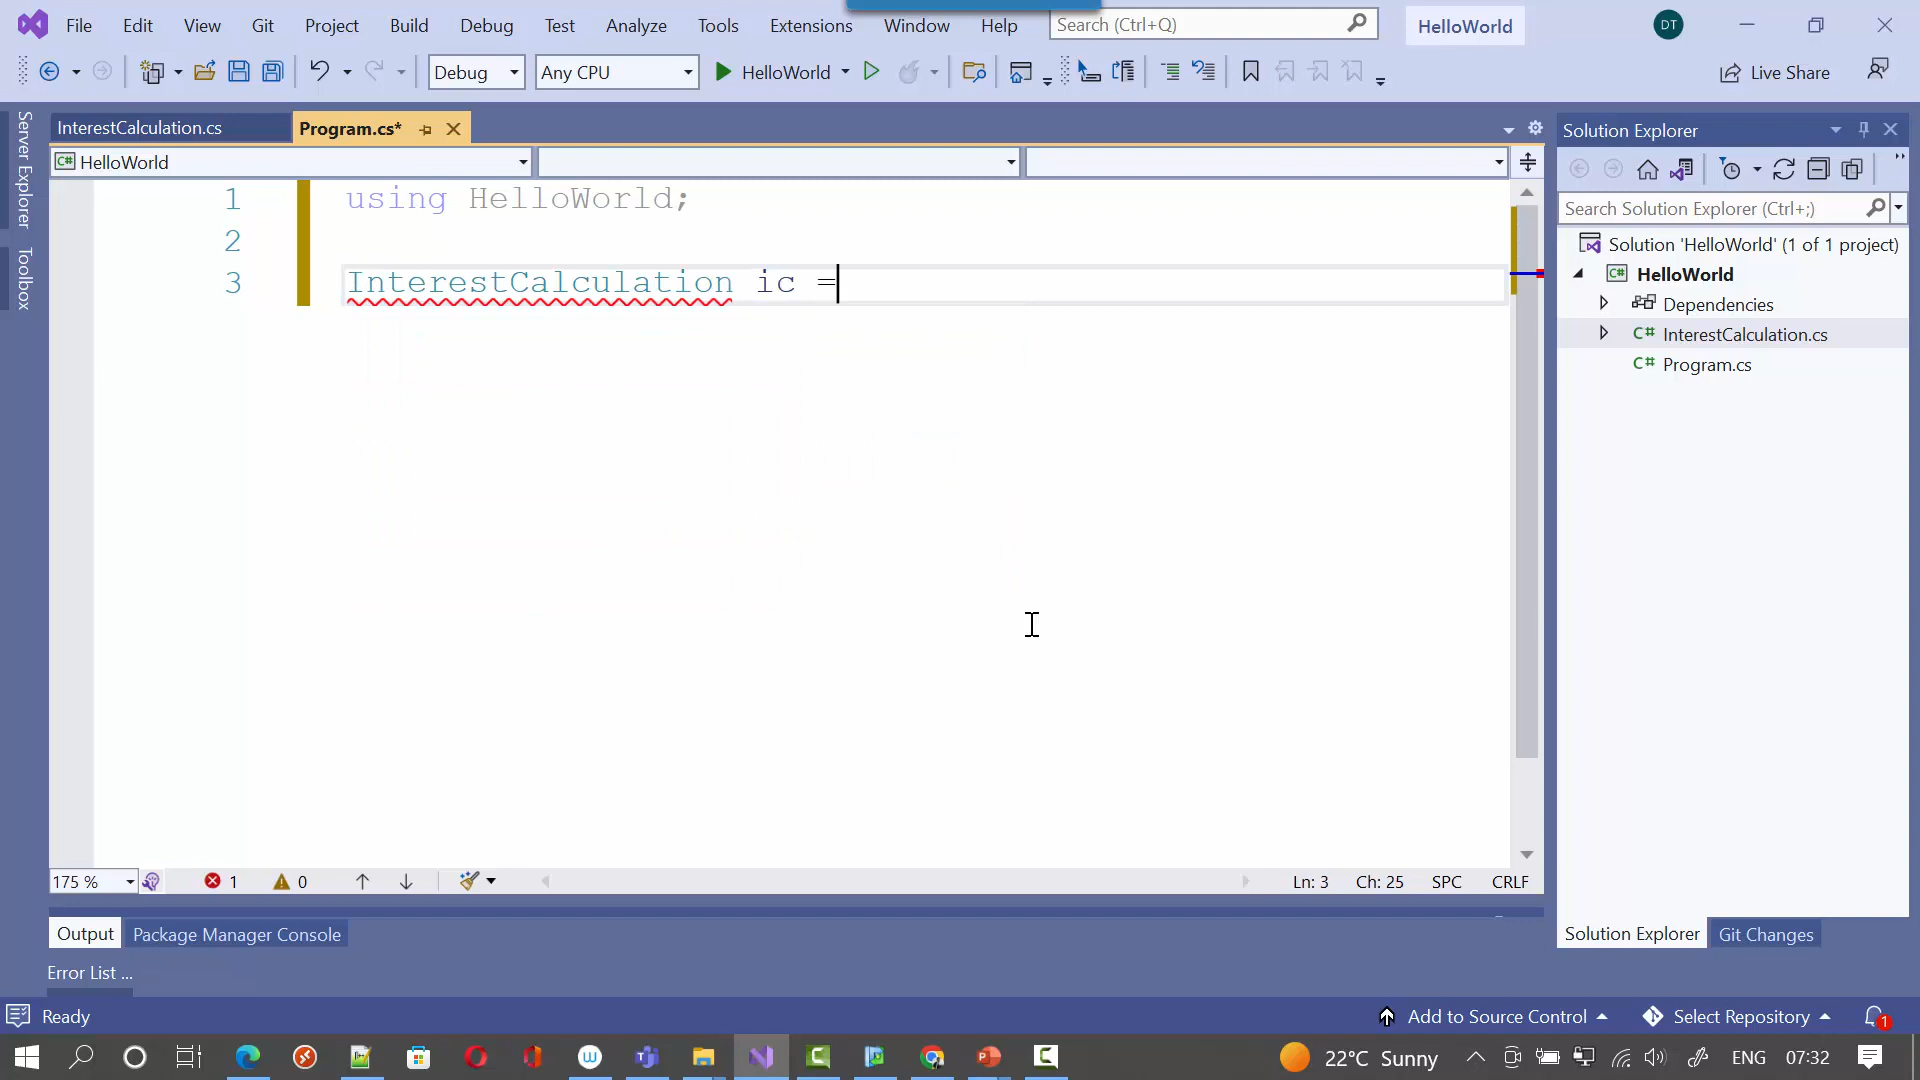 File Edit View Git Project Build Debug Test Analyze Tools Extensions Window Help Search (Ctrl+Q) HelloWorld DT
Debug Any CPU HelloWorld Live Share
Server Explorer
Toolbox
InterestCalculation.cs Program.cs*
C# HelloWorld
1 using HelloWorld;
2
3 InterestCalculation ic =
175 % 1 0 Ln: 3 Ch: 25 SPC CRLF
Output Package Manager Console
Error List ...
Solution Explorer
Search Solution Explorer (Ctrl+;)
Solution 'HelloWorld' (1 of 1 project)
C# HelloWorld
Dependencies
C# InterestCalculation.cs
C# Program.cs
Solution Explorer Git Changes
Ready Add to Source Control Select Repository 1
22°C Sunny ENG 07:32